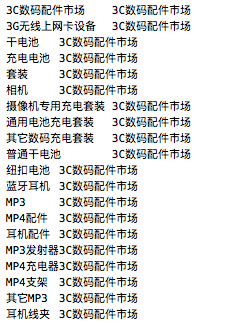 3C数码配件市场 3C数码配件市场
3G无线上网卡设备 3C数码配件市场
干电池 3C数码配件市场
充电电池 3C数码配件市场
套装 3C数码配件市场
相机 3C数码配件市场
摄像机专用充电套装 3C数码配件市场
通用电池充电套装 3C数码配件市场
其它数码充电套装 3C数码配件市场
普通干电池 3C数码配件市场
纽扣电池 3C数码配件市场
蓝牙耳机 3C数码配件市场
MP3 3C数码配件市场
MP4配件 3C数码配件市场
耳机配件 3C数码配件市场
MP3发射器3C数码配件市场
MP4充电器3C数码配件市场
MP4支架 3C数码配件市场
其它MP3 3C数码配件市场
耳机线夹 3C数码配件市场